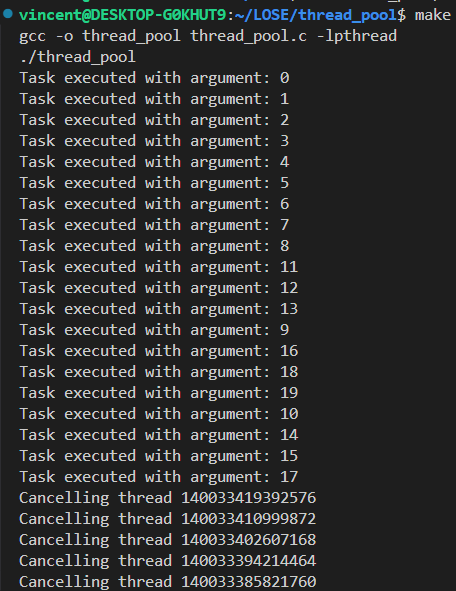 vincent@DESKTOP-G0KHUT9:~/LOSE/thread_pool$ make
gcc -o thread_pool thread_pool.c -lpthread
./thread_pool
Task executed with argument: 0
Task executed with argument: 1
Task executed with argument: 2
Task executed with argument: 3
Task executed with argument: 4
Task executed with argument: 5
Task executed with argument: 6
Task executed with argument: 7
Task executed with argument: 8
Task executed with argument: 11
Task executed with argument: 12
Task executed with argument: 13
Task executed with argument: 9
Task executed with argument: 16
Task executed with argument: 18
Task executed with argument: 19
Task executed with argument: 10
Task executed with argument: 14
Task executed with argument: 15
Task executed with argument: 17
Cancelling thread 140033419392576
Cancelling thread 140033410999872
Cancelling thread 140033402607168
Cancelling thread 140033394214464
Cancelling thread 140033385821760